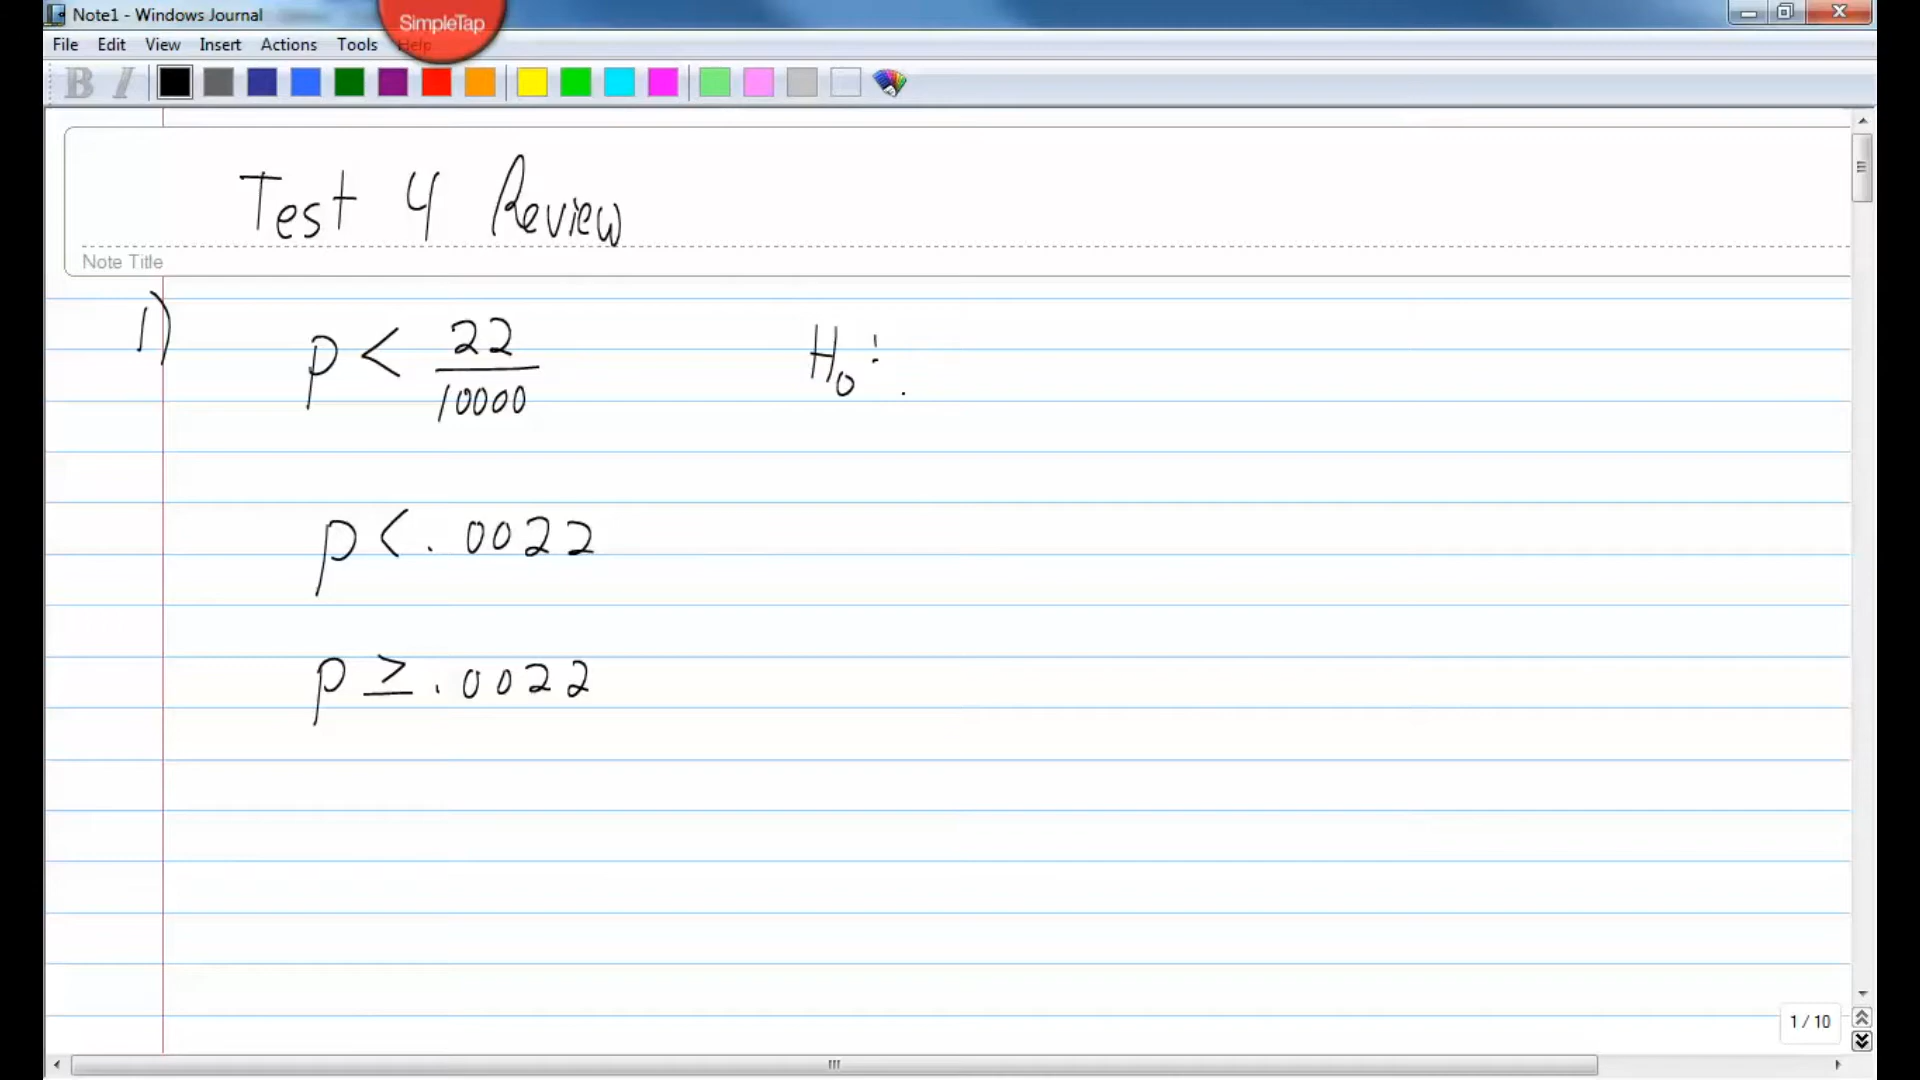 Note1 - Windows Journal
SimpleTap
File Edit View Insert Actions Tools Help
B I
Test 4 Review
Note Title
1)
p < 22/10000
H₀:
p < .0022
p ≥ .0022
1 / 10